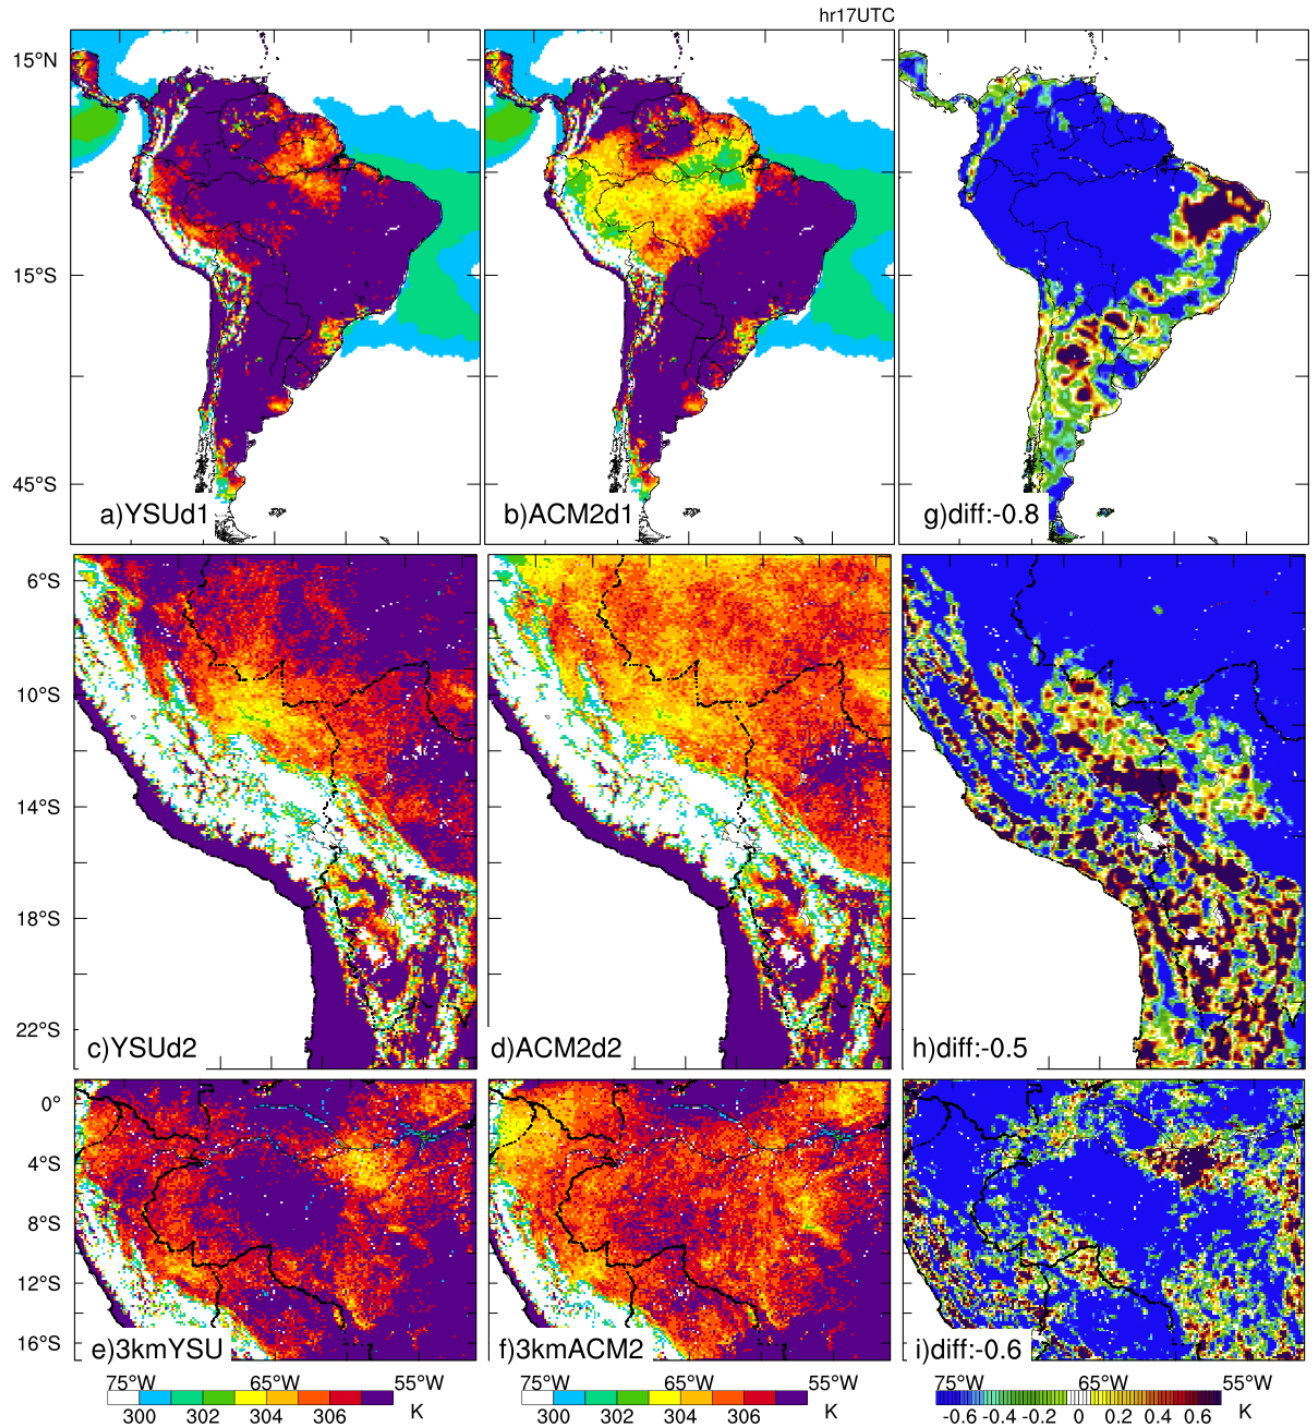 hr17UTC
15°N
15°S
45°S
a)YSUd1
b)ACM2d1
g)diff:-0.8
6°S
10°S
14°S
18°S
22°S
c)YSUd2
d)ACM2d2
h)diff:-0.5
0°
4°S
8°S
12°S
16°S
e)3kmYSU
f)3kmACM2
i)diff:-0.6
75°W 65°W 55°W 75°W 65°W 55°W 75°W 65°W 55°W
300 302 304 306 K 300 302 304 306 K -0.6 -0.4 -0.2 0 0.2 0.4 0.6 K